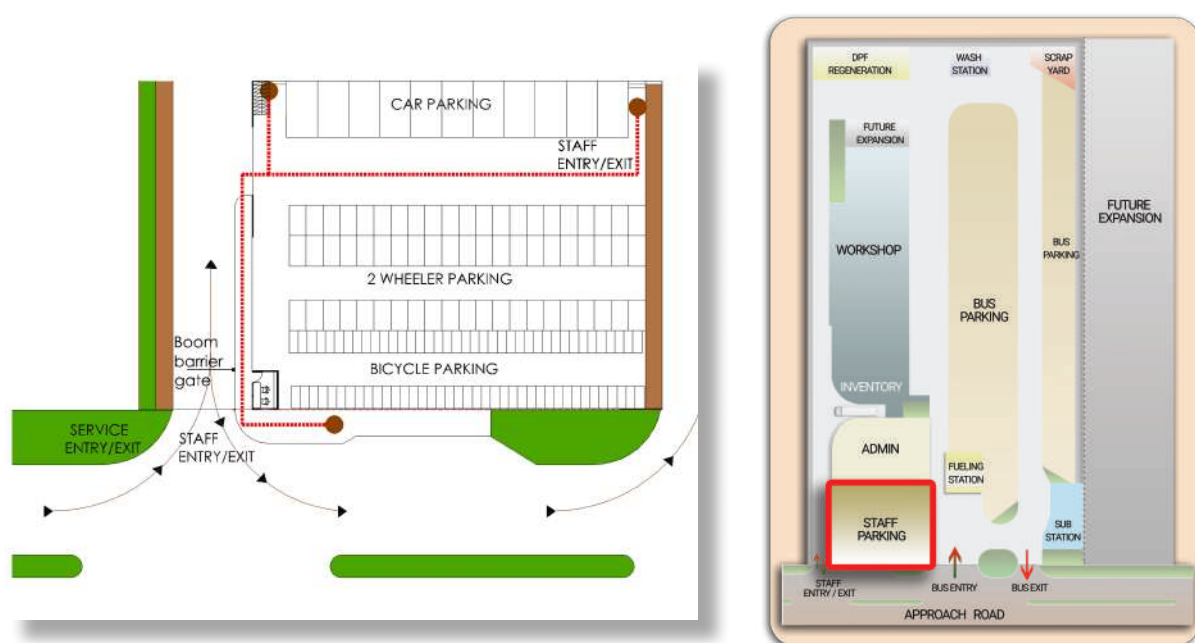 CAR PARKING
STAFF
ENTRY/EXIT
2 WHEELER PARKING
Boom
barrier
gate
BICYCLE PARKING
SERVICE
ENTRY/EXIT
STAFF
ENTRY/EXIT
DPF
REGENERATION
WASH
STATION
SCRAP
YARD
FUTURE
EXPANSION
FUTURE
EXPANSION
WORKSHOP
BUS
PARKING
BUS
PARKING
INVENTORY
ADMIN
FUELING
STATION
STAFF
PARKING
SUB
STATION
STAFF
ENTRY / EXIT
BUS ENTRY
BUS EXIT
APPROACH ROAD